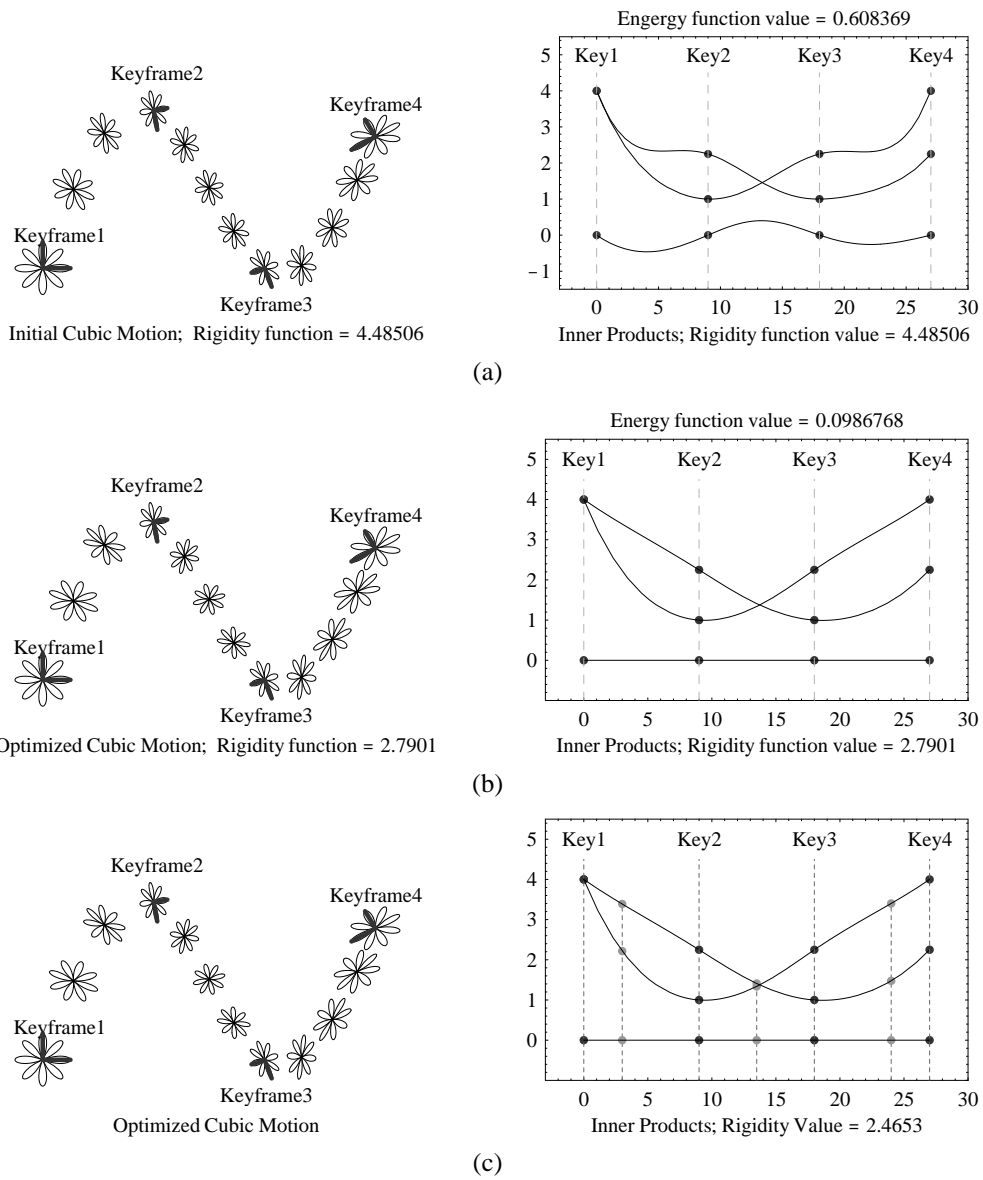 Engergy function value = 0.608369
Keyframe2
Keyframe4
Keyframe1
Keyframe3
Initial Cubic Motion; Rigidity function = 4.48506
Key1 Key2 Key3 Key4
5
4
3
2
1
0
−1
0 5 10 15 20 25 30
Inner Products; Rigidity function value = 4.48506
(a)
Energy function value = 0.0986768
Keyframe2
Keyframe4
Keyframe1
Keyframe3
Optimized Cubic Motion; Rigidity function = 2.7901
Key1 Key2 Key3 Key4
5
4
3
2
1
0
0 5 10 15 20 25 30
Inner Products; Rigidity function value = 2.7901
(b)
Keyframe2
Keyframe4
Keyframe1
Keyframe3
Optimized Cubic Motion
Key1 Key2 Key3 Key4
5
4
3
2
1
0
0 5 10 15 20 25 30
Inner Products; Rigidity Value = 2.4653
(c)